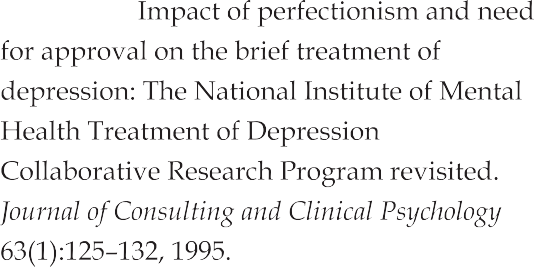 Impact of perfectionism and need
for approval on the brief treatment of
depression: The National Institute of Mental
Health Treatment of Depression
Collaborative Research Program revisited.
Journal of Consulting and Clinical Psychology
63(1):125–132, 1995.